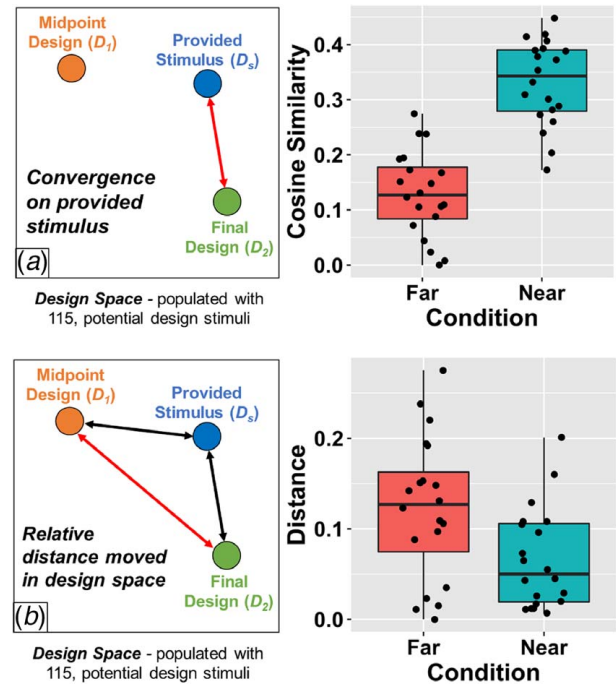 Midpoint
Design (D1)
Provided
Stimulus (Ds)
Convergence
on provided
stimulus
Final
Design (D2)
(a)
Design Space - populated with
115, potential design stimuli
Cosine Similarity
0.4
0.3
0.2
0.1
0.0
Far Near
Condition
Midpoint
Design (D1)
Provided
Stimulus (Ds)
Relative
distance moved
in design space
Final
Design (D2)
(b)
Design Space - populated with
115, potential design stimuli
Distance
0.2
0.1
0.0
Far Near
Condition